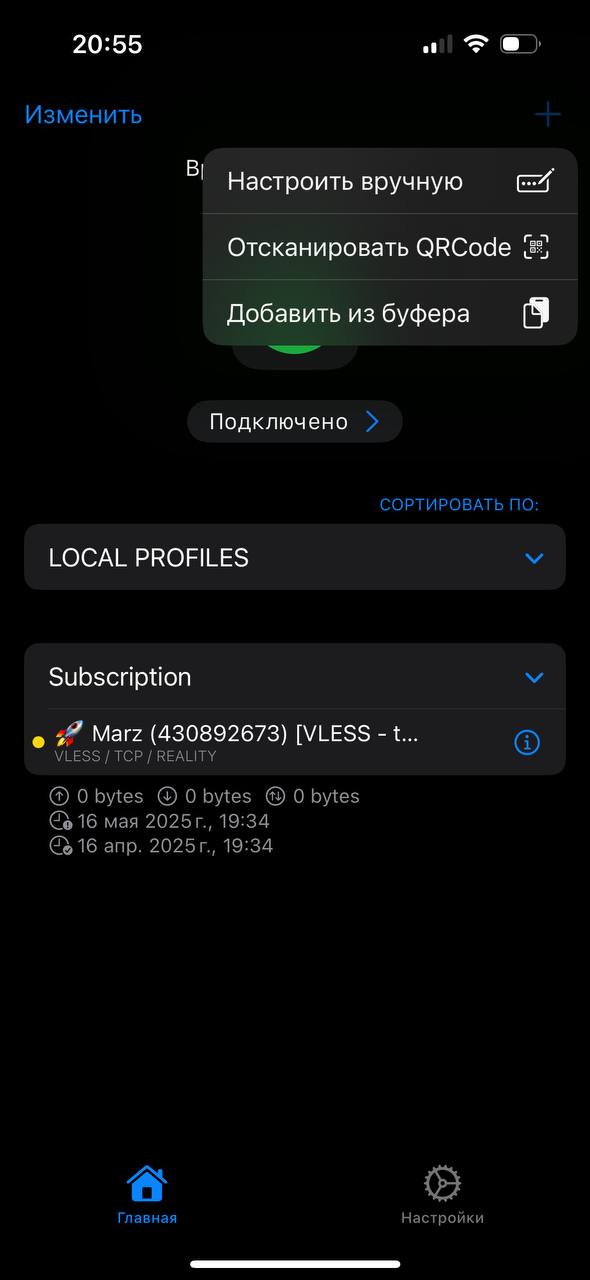 20:55
Изменить
Настроить вручную
Отсканировать QRCode
Добавить из буфера
Подключено
СОРТИРОВАТЬ ПО:
LOCAL PROFILES
Subscription
🚀 Marz (430892673) [VLESS - t...
VLESS / TCP / REALITY
0 bytes 0 bytes 0 bytes
16 мая 2025 г., 19:34
16 апр. 2025 г., 19:34
Главная
Настройки